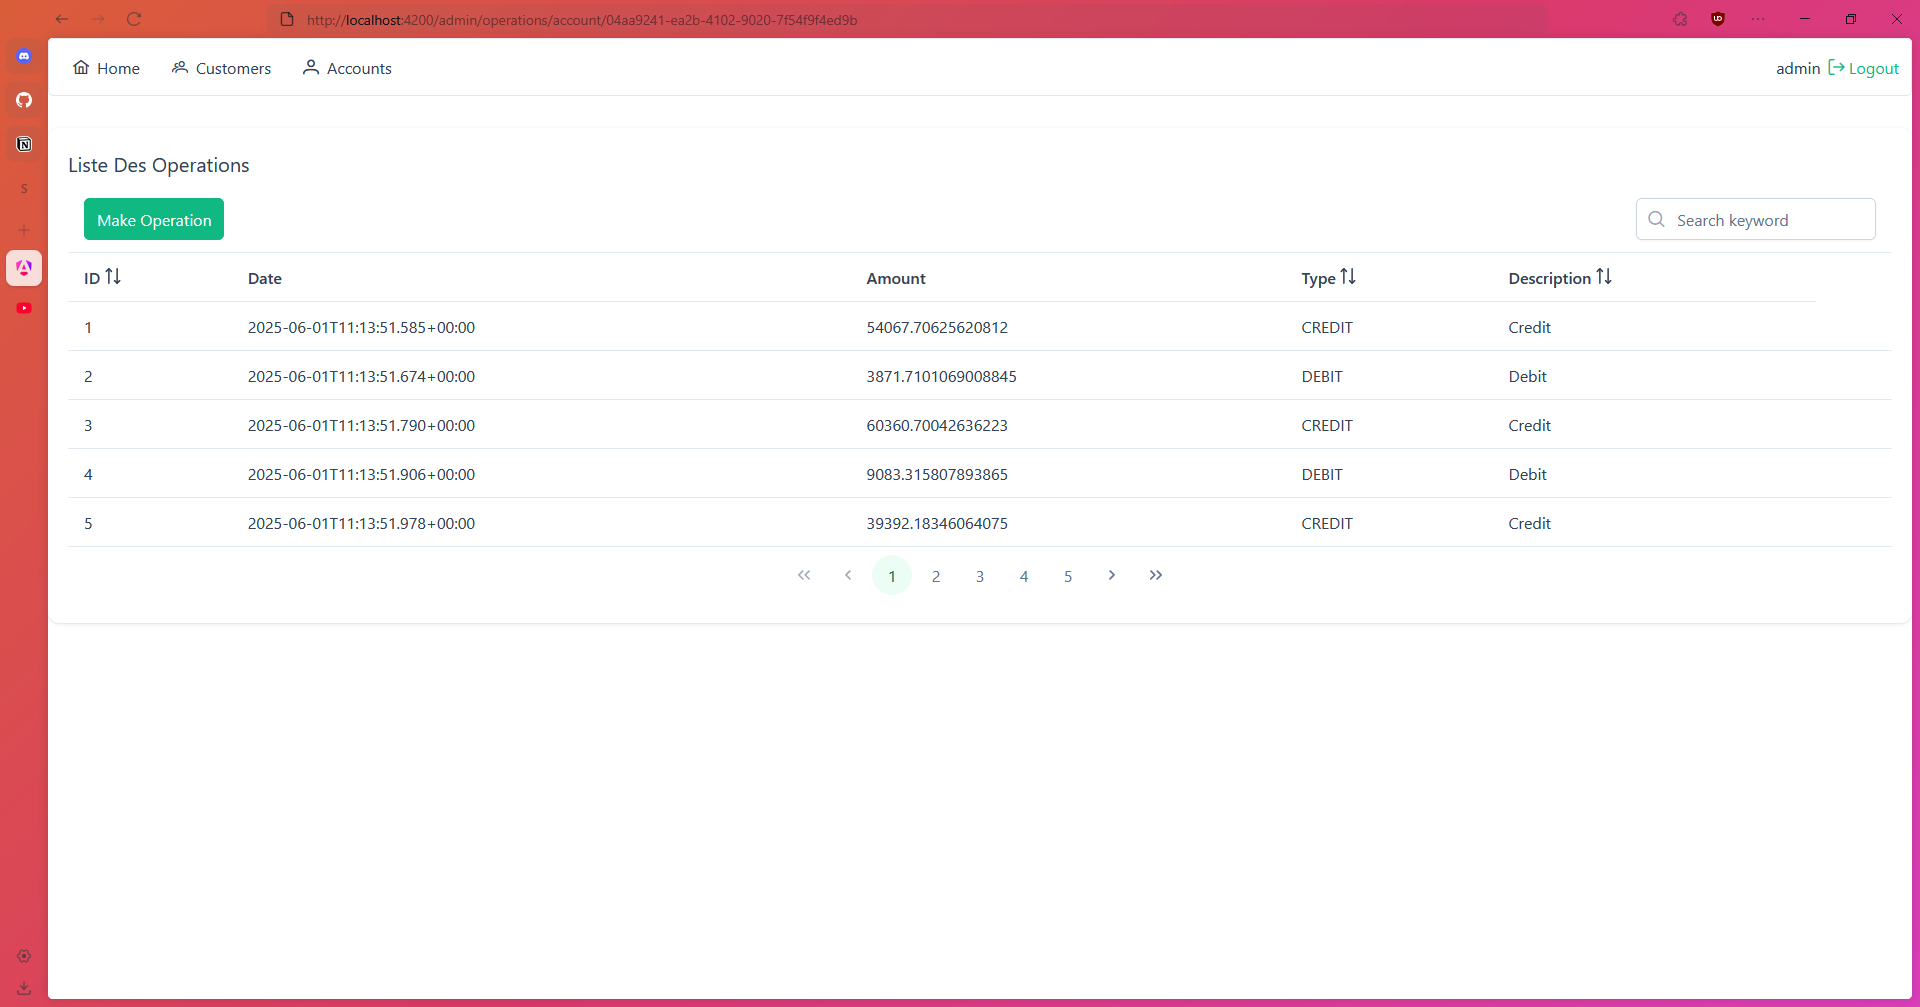 http://localhost:4200/admin/operations/account/04aa9241-ea2b-4102-9020-7f54f9f4ed9b
Home Customers Accounts admin Logout
S
Liste Des Operations
Make Operation Search keyword
ID Date Amount Type Description
1 2025-06-01T11:13:51.585+00:00 54067.70625620812 CREDIT Credit
2 2025-06-01T11:13:51.674+00:00 3871.7101069008845 DEBIT Debit
3 2025-06-01T11:13:51.790+00:00 60360.70042636223 CREDIT Credit
4 2025-06-01T11:13:51.906+00:00 9083.315807893865 DEBIT Debit
5 2025-06-01T11:13:51.978+00:00 39392.18346064075 CREDIT Credit
1 2 3 4 5